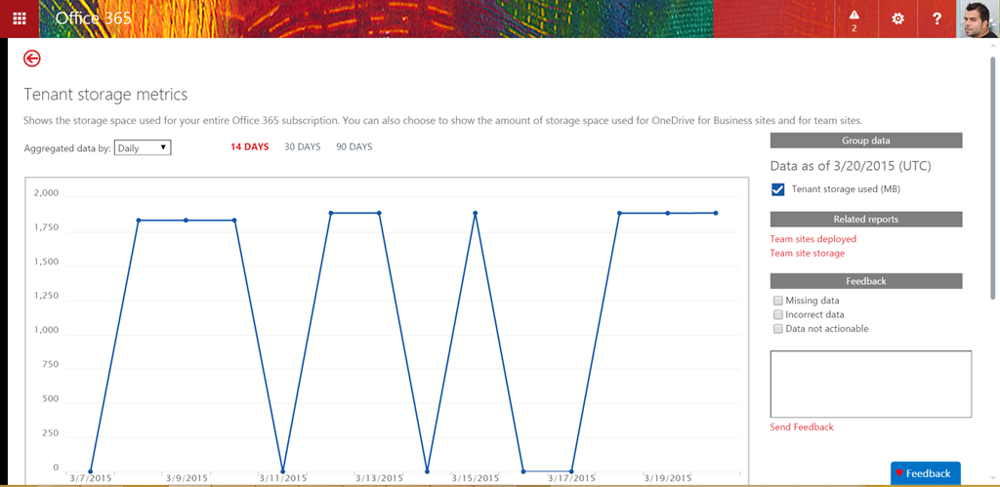 Office 365
2
?
Tenant storage metrics
Shows the storage space used for your entire Office 365 subscription. You can also choose to show the amount of storage space used for OneDrive for Business sites and for team sites.
Aggregated data by: Daily
14 DAYS 30 DAYS 90 DAYS
2,000
1,750
1,500
1,250
1,000
750
500
250
0
3/7/2015 3/9/2015 3/11/2015 3/13/2015 3/15/2015 3/17/2015 3/19/2015
Group data
Data as of 3/20/2015 (UTC)
Tenant storage used (MB)
Related reports
Team sites deployed
Team site storage
Feedback
Missing data
Incorrect data
Data not actionable
Send Feedback
Feedback